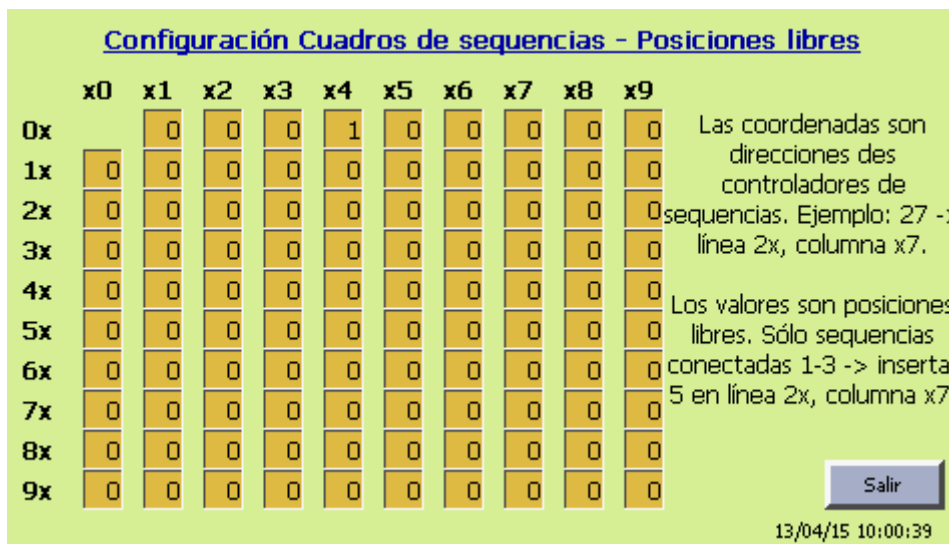 Configuración Cuadros de sequencias - Posiciones libres
x0 x1 x2 x3 x4 x5 x6 x7 x8 x9
0x 0 0 0 1 0 0 0 0 0
1x 0 0 0 0 0 0 0 0 0 0
2x 0 0 0 0 0 0 0 0 0 0
3x 0 0 0 0 0 0 0 0 0 0
4x 0 0 0 0 0 0 0 0 0 0
5x 0 0 0 0 0 0 0 0 0 0
6x 0 0 0 0 0 0 0 0 0 0
7x 0 0 0 0 0 0 0 0 0 0
8x 0 0 0 0 0 0 0 0 0 0
9x 0 0 0 0 0 0 0 0 0 0
Las coordenadas son
direcciones des
controladores de
sequencias. Ejemplo: 27 -
línea 2x, columna x7.
Los valores son posiciones
libres. Sólo sequencias
conectadas 1-3 -> inserta
5 en línea 2x, columna x7
Salir
13/04/15 10:00:39